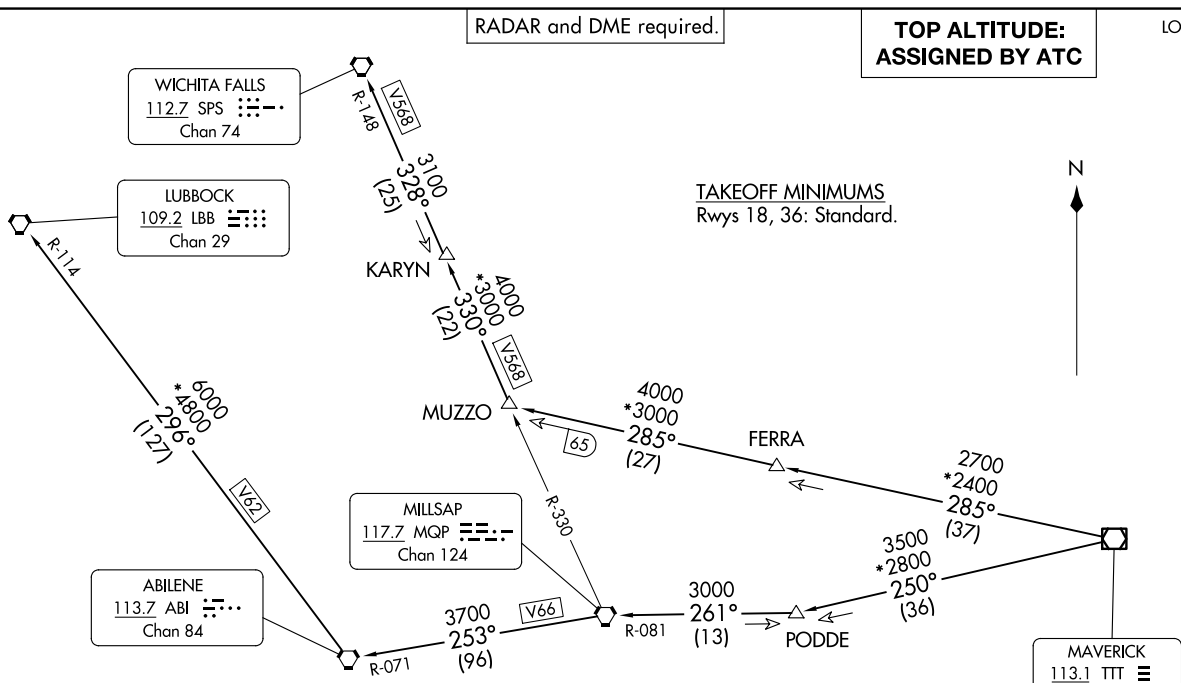 RADAR and DME required.
TOP ALTITUDE:
ASSIGNED BY ATC
LO
WICHITA FALLS
112.7 SPS
Chan 74
R-148
V568
3100
328°
(25)
LUBBOCK
109.2 LBB
Chan 29
R-114
KARYN
TAKEOFF MINIMUMS
Rwys 18, 36: Standard.
N
4000
*3000
330°
(22)
V568
MUZZO
65
4000
*3000
285°
(27)
FERRA
2700
*2400
285°
(37)
6000
*4800
296°
(127)
V62
R-330
MILLSAP
117.7 MQP
Chan 124
3500
*2800
250°
(36)
ABILENE
113.7 ABI
Chan 84
R-071
3700
253°
(96)
V66
R-081
3000
261°
(13)
PODDE
MAVERICK
113.1 TTT